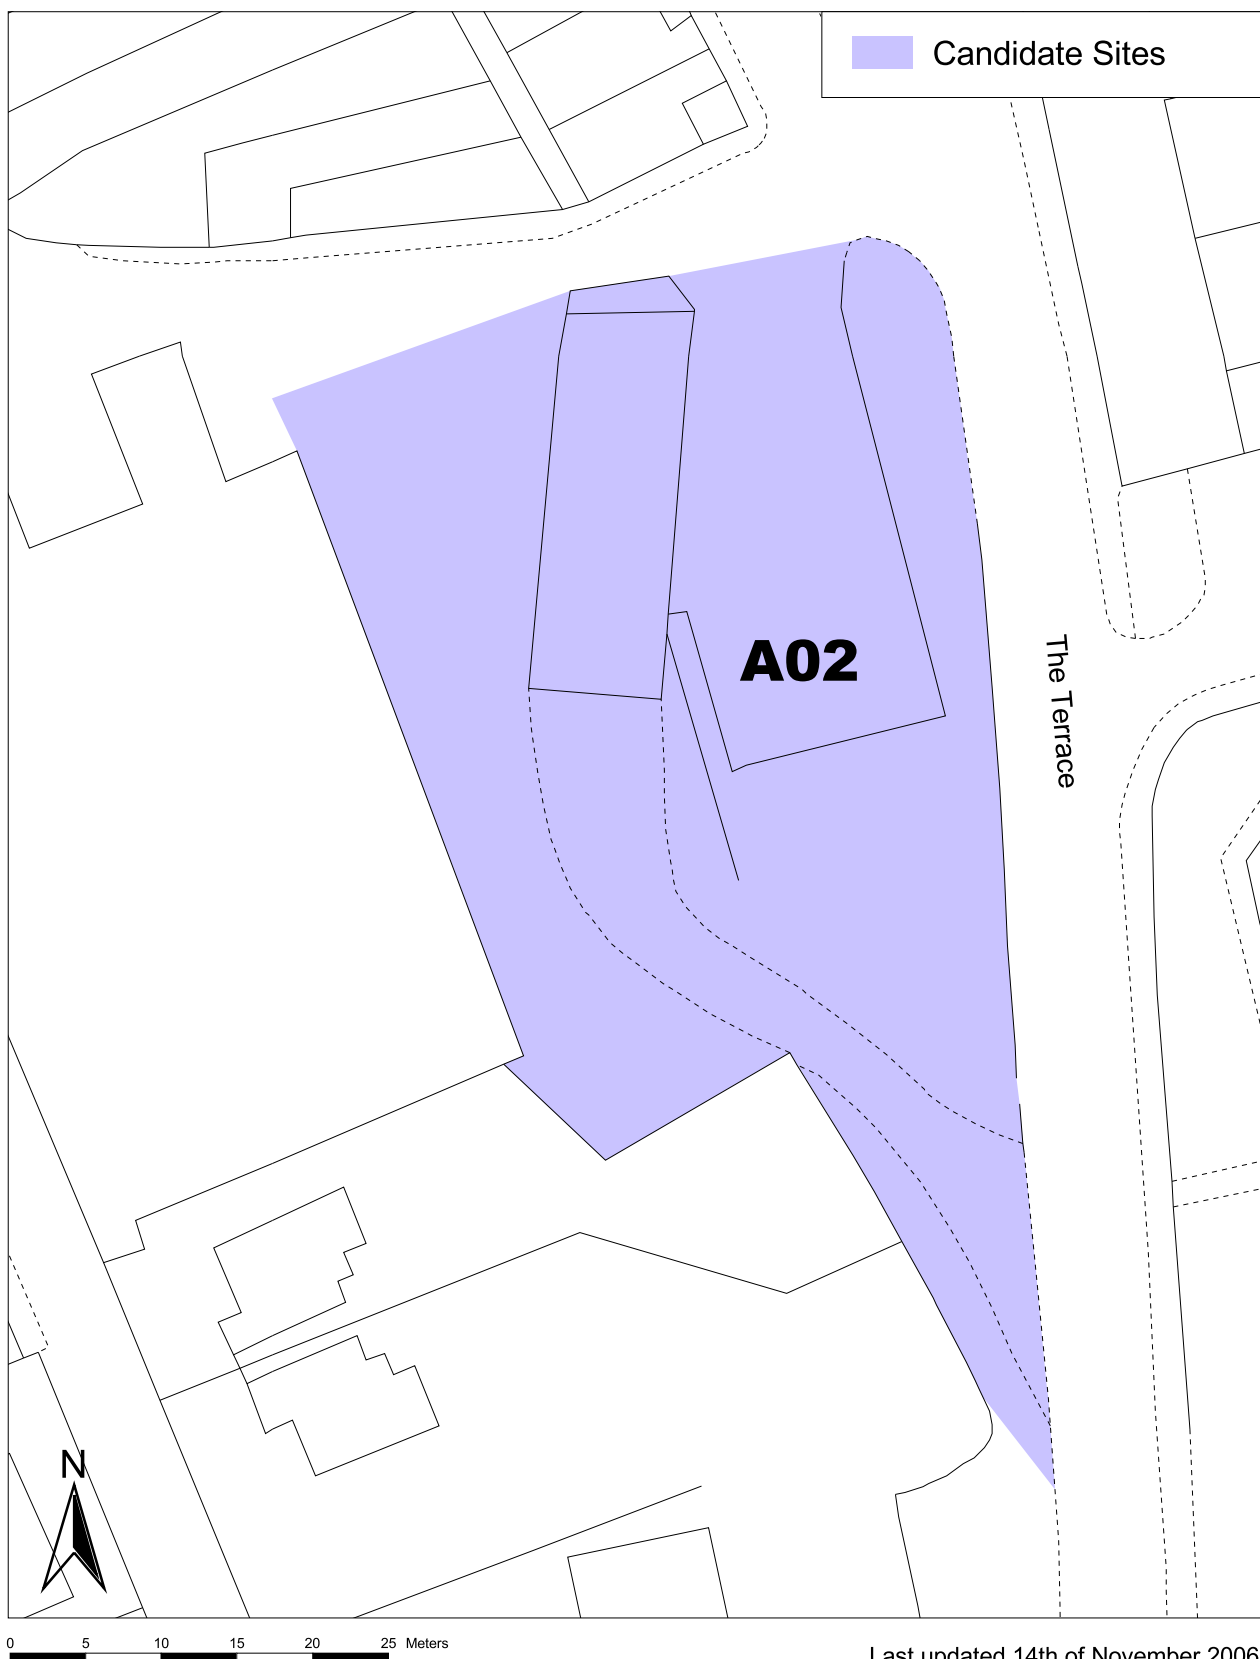 Candidate Sites
A02
The Terrace
N
0 5 10 15 20 25 Meters
Last updated 14th of November 2006